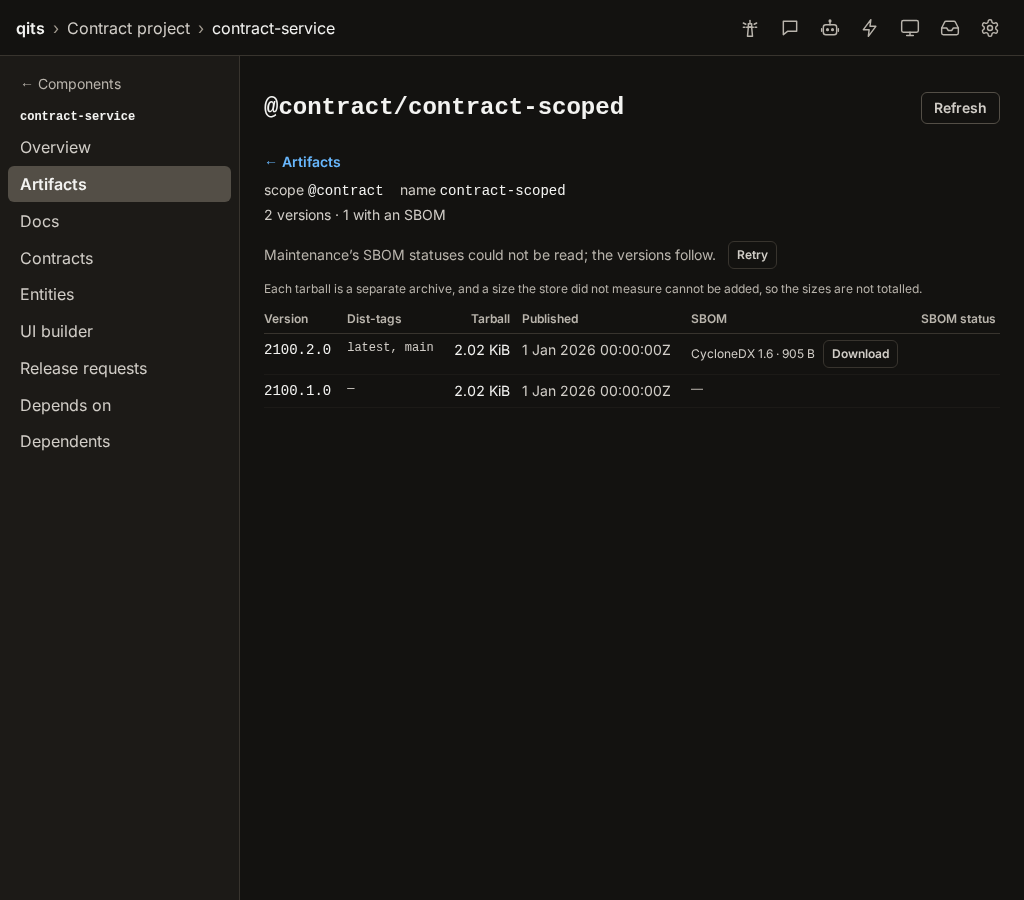 qits › Contract project › contract-service
← Components
contract-service
Overview
Artifacts
Docs
Contracts
Entities
UI builder
Release requests
Depends on
Dependents
@contract/contract-scoped
Refresh
← Artifacts
scope @contract name contract-scoped
2 versions · 1 with an SBOM
Maintenance’s SBOM statuses could not be read; the versions follow. Retry
Each tarball is a separate archive, and a size the store did not measure cannot be added, so the sizes are not totalled.
Version Dist-tags Tarball Published SBOM SBOM status
2100.2.0 latest, main 2.02 KiB 1 Jan 2026 00:00:00Z CycloneDX 1.6 · 905 B Download
2100.1.0 — 2.02 KiB 1 Jan 2026 00:00:00Z —